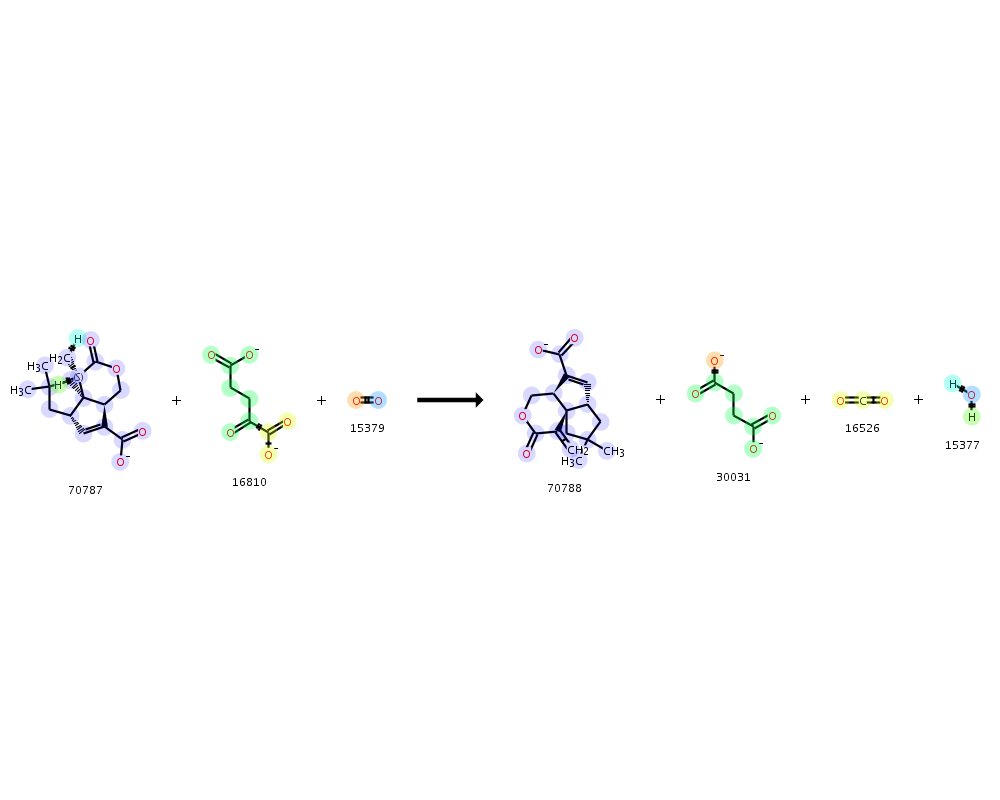 H O
H₂C O
H₃C (S) O
H
H₃C
O
O⁻
70787
+
O O⁻
O O
O⁻
16810
+
O O
15379
O⁻ O
O
O
CH₂
H₃C CH₃
70788
+
O⁻
O
O
O⁻
30031
+
O C O
16526
+
H
O
H
15377